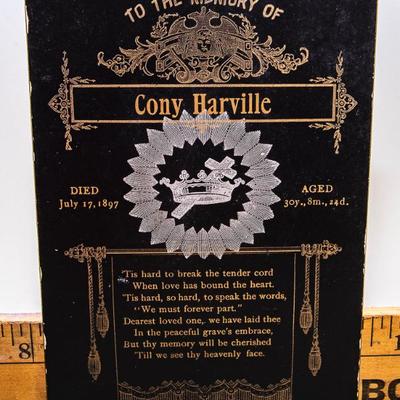 TO THE MEMORY OF
Cony Harville
DIED
July 17, 1897
AGED
30y., 8m., 24d.
'Tis hard to break the tender cord
When love has bound the heart.
'Tis hard, so hard, to speak the words,
"We must forever part."
Dearest loved one, we have laid thee
In the peaceful grave's embrace,
But thy memory will be cherished
'Till we see thy heavenly face.
8
1
BO